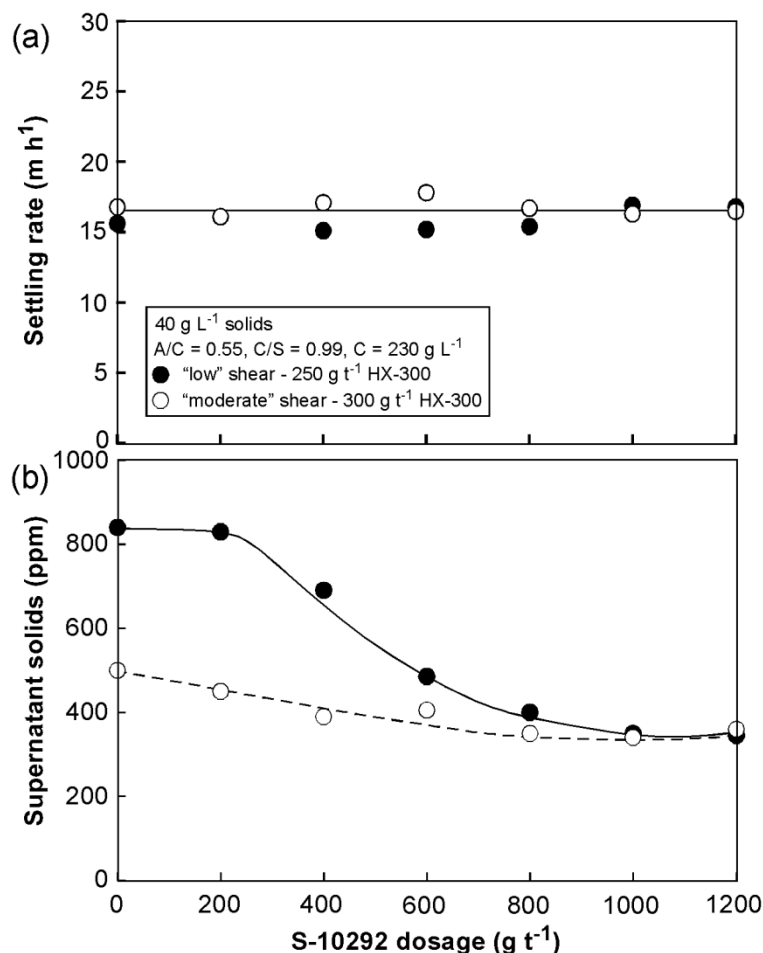 (a)
30
25
20
15
10
5
0
Settling rate (m h¹)
40 g L⁻¹ solids
A/C = 0.55, C/S = 0.99, C = 230 g L⁻¹
"low" shear - 250 g t⁻¹ HX-300
"moderate" shear - 300 g t⁻¹ HX-300
(b)
1000
800
600
400
200
0
Supernatant solids (ppm)
0 200 400 600 800 1000 1200
S-10292 dosage (g t⁻¹)